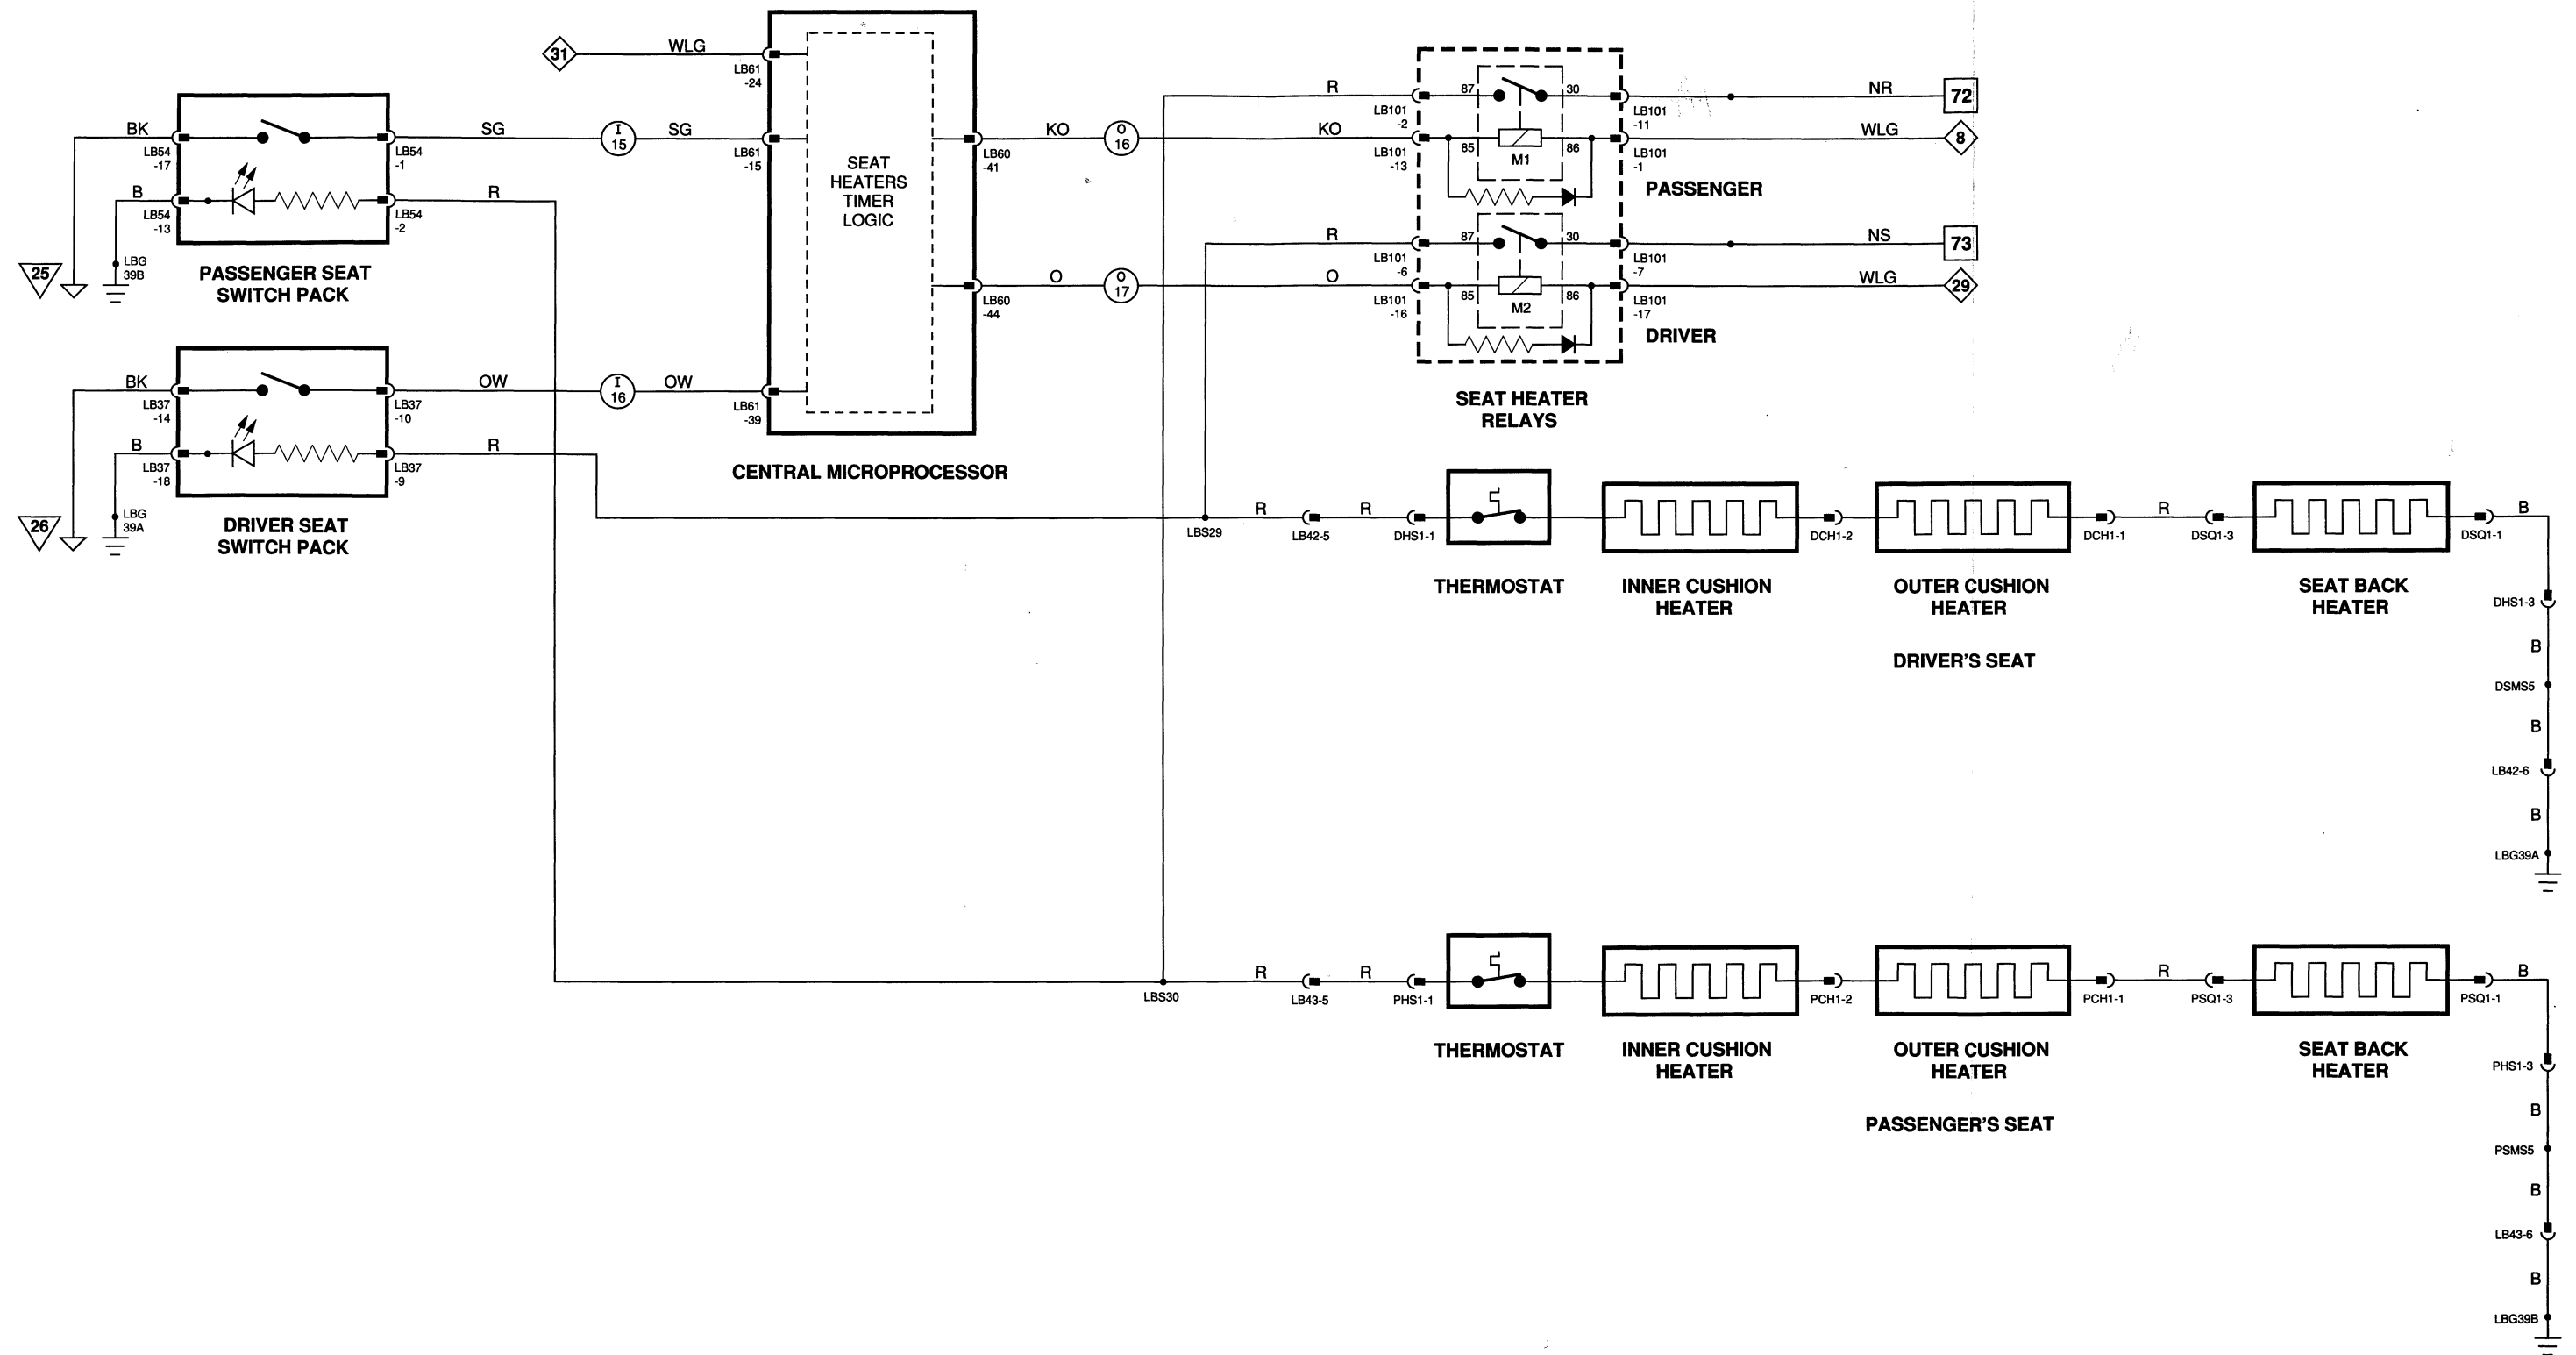 31
WLG
LB61
-24
BK
LB54
-17
SG
LB54
-1
I
15
SG
LB61
-15
B
LB54
-13
R
LB54
-2
LBG
39B
25
PASSENGER SEAT
SWITCH PACK
BK
LB37
-14
OW
LB37
-10
I
16
OW
LB61
-39
B
LB37
-18
R
LB37
-9
LBG
39A
26
DRIVER SEAT
SWITCH PACK
SEAT
HEATERS
TIMER
LOGIC
CENTRAL MICROPROCESSOR
LB60
-41
KO
O
16
KO
LB60
-44
O
O
17
O
R
LB101
-2
87
30
LB101
-11
NR
72
LB101
-13
85
M1
86
LB101
-1
WLG
8
PASSENGER
R
LB101
-6
87
30
LB101
-7
NS
73
LB101
-16
85
M2
86
LB101
-17
WLG
29
DRIVER
SEAT HEATER
RELAYS
LBS29
R
LB42-5
R
DHS1-1
THERMOSTAT
INNER CUSHION
HEATER
DCH1-2
OUTER CUSHION
HEATER
DCH1-1
R
DSQ1-3
SEAT BACK
HEATER
DSQ1-1
B
DHS1-3
B
DSMS5
B
LB42-6
B
LBG39A
DRIVER'S SEAT
LBS30
R
LB43-5
R
PHS1-1
THERMOSTAT
INNER CUSHION
HEATER
PCH1-2
OUTER CUSHION
HEATER
PCH1-1
R
PSQ1-3
SEAT BACK
HEATER
PSQ1-1
B
PHS1-3
B
PSMS5
B
LB43-6
B
LBG39B
PASSENGER'S SEAT